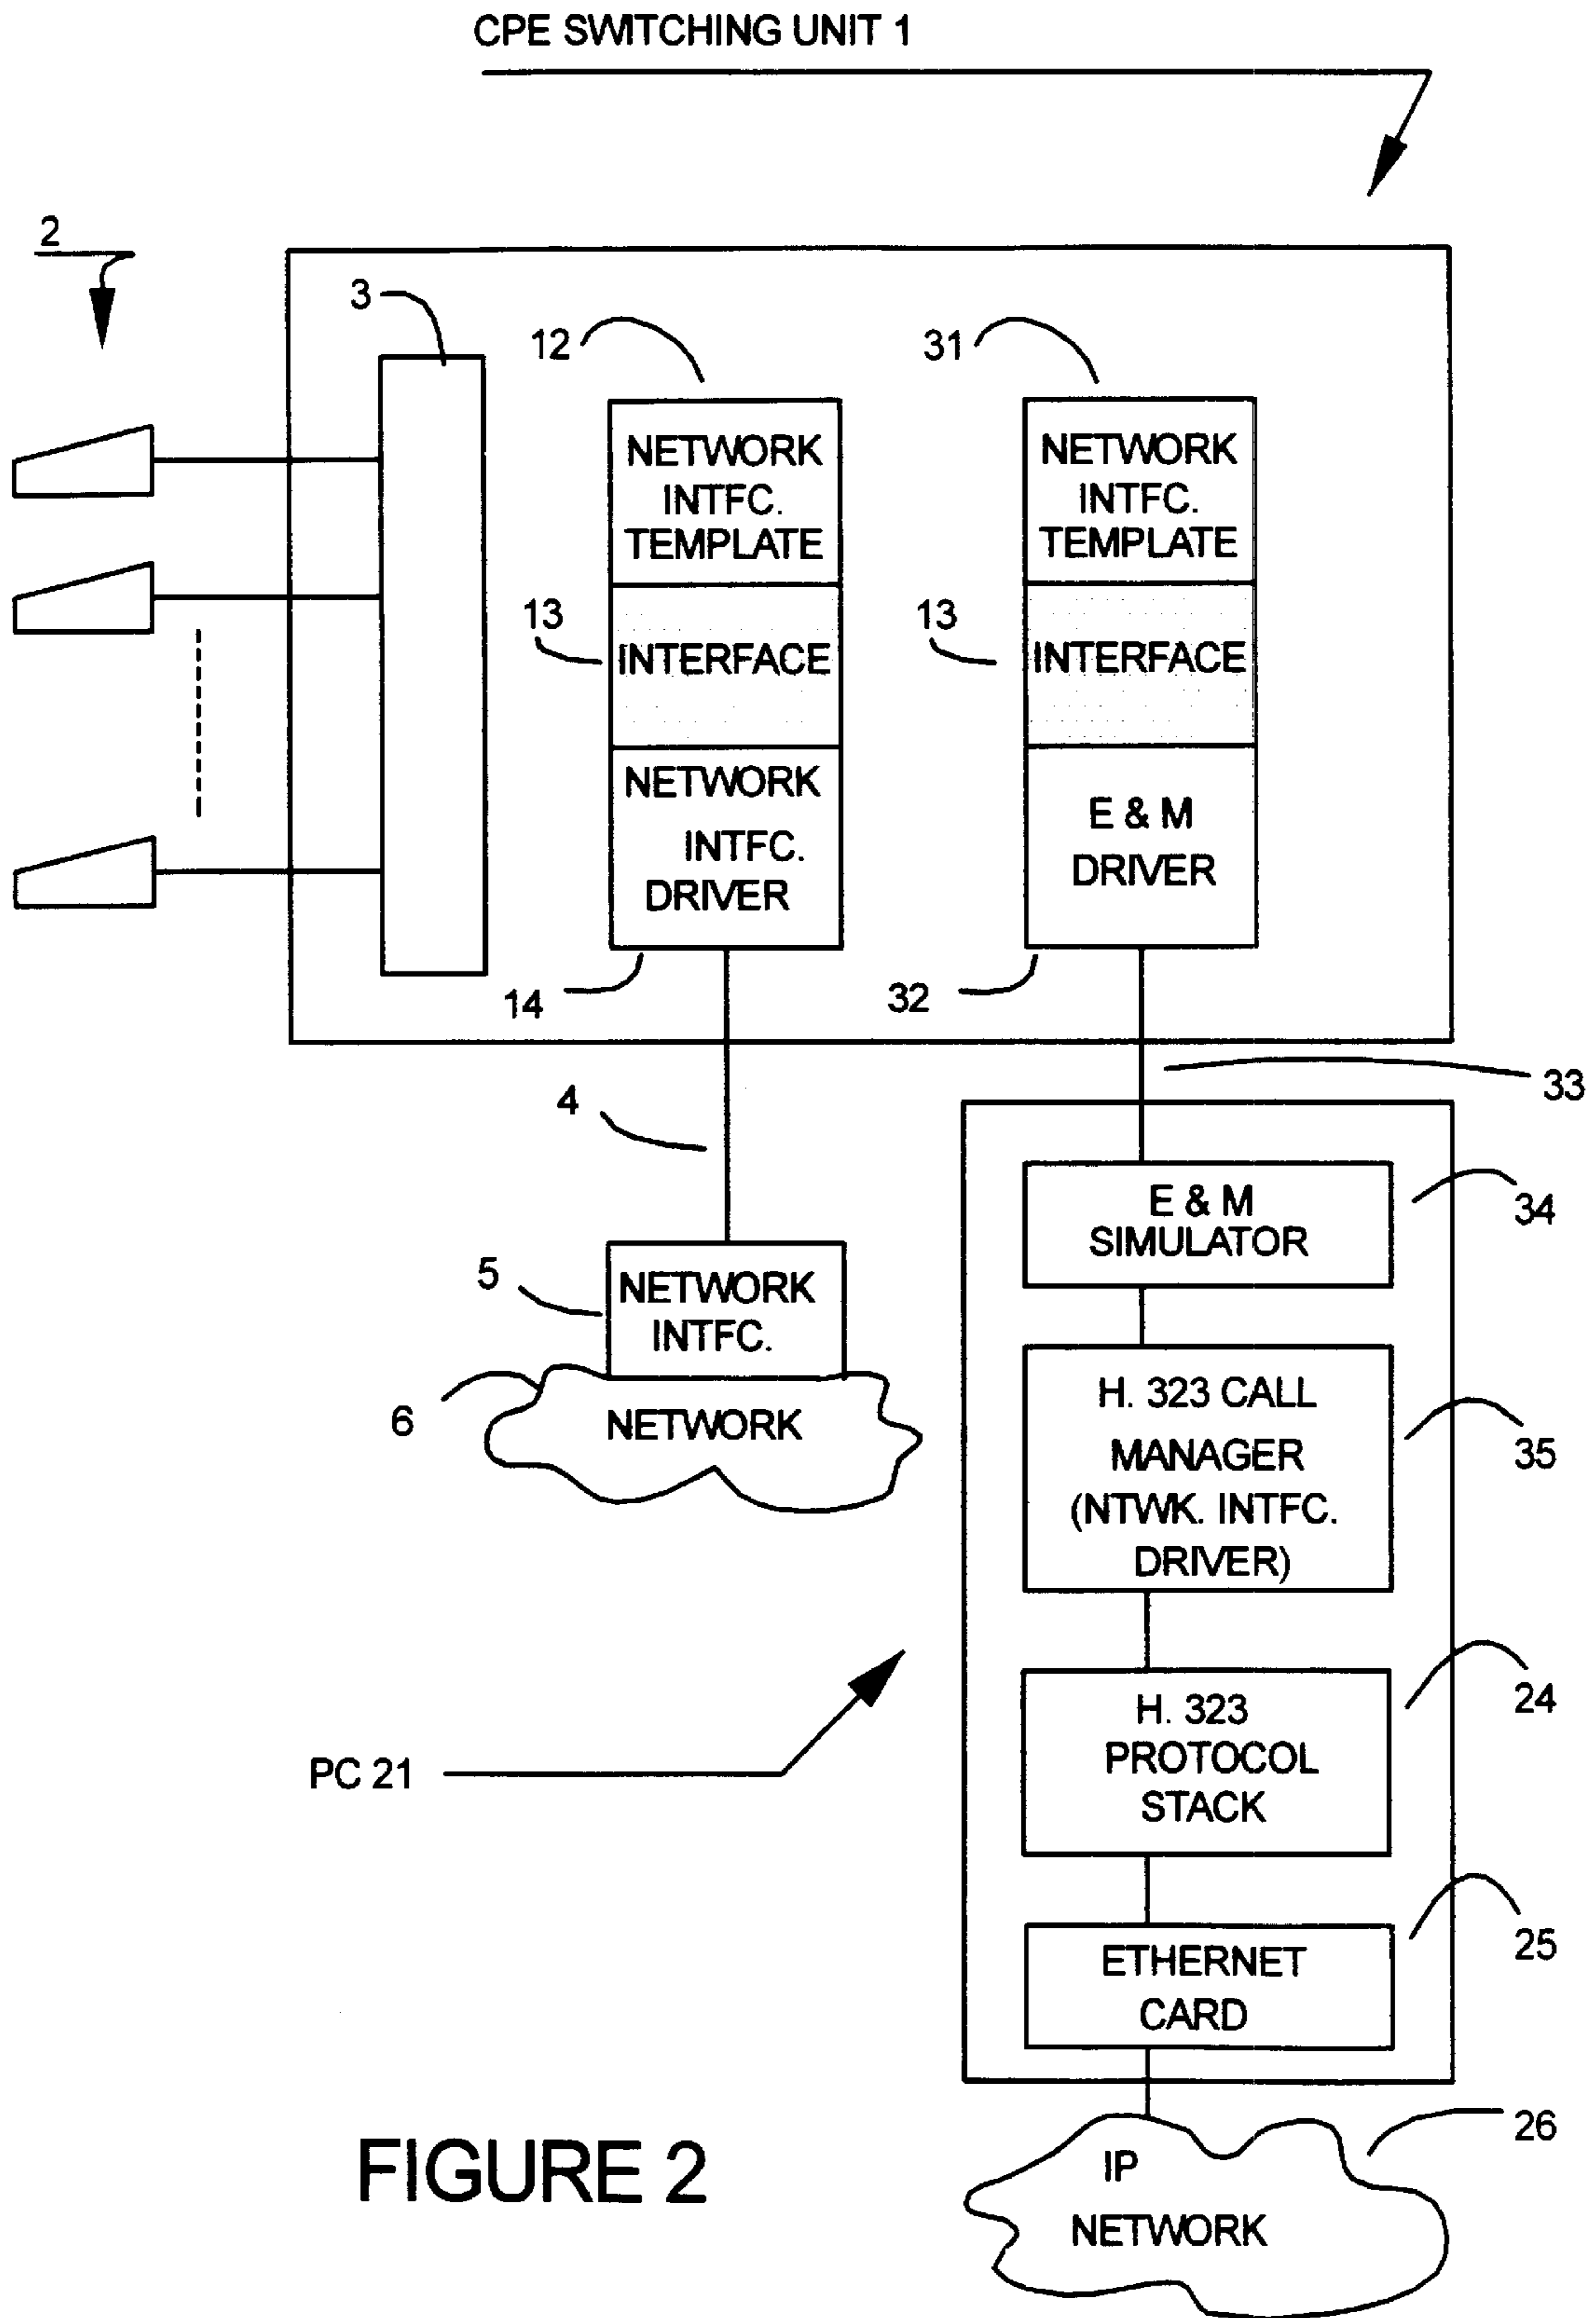 CPE SWITCHING UNIT 1
2
3
12
31
NETWORK
INTFC.
TEMPLATE
NETWORK
INTFC.
TEMPLATE
13
INTERFACE
13
INTERFACE
NETWORK
INTFC.
DRIVER
E & M
DRIVER
14
32
33
4
E & M
SIMULATOR
34
5
NETWORK
INTFC.
6
NETWORK
H. 323 CALL
MANAGER
(NTWK. INTFC.
DRIVER)
35
H. 323
PROTOCOL
STACK
24
PC 21
ETHERNET
CARD
25
26
IP
NETWORK
FIGURE 2